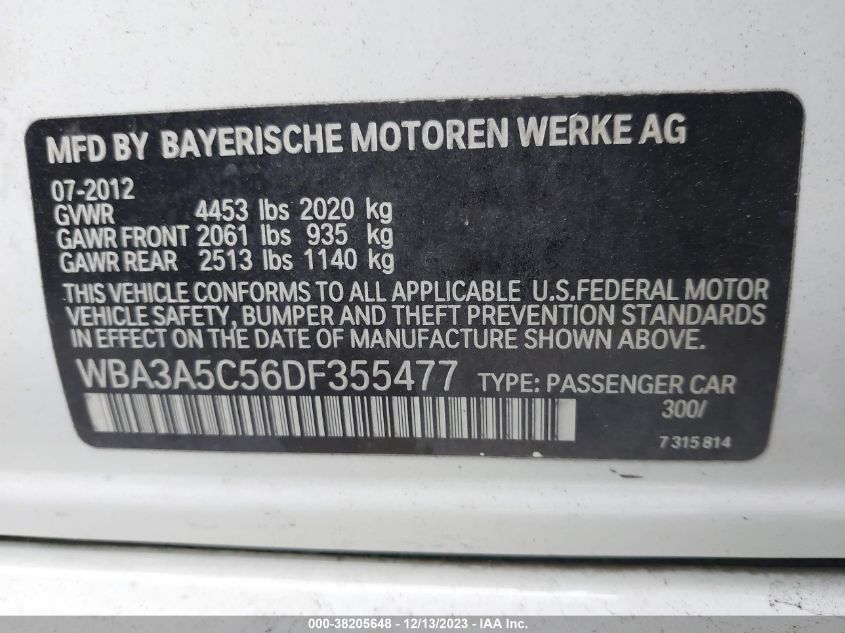 MFD BY BAYERISCHE MOTOREN WERKE AG
07-2012
GVWR 4453 lbs 2020 kg
GAWR FRONT 2061 lbs 935 kg
GAWR REAR 2513 lbs 1140 kg
THIS VEHICLE CONFORMS TO ALL APPLICABLE U.S.FEDERAL MOTOR
VEHICLE SAFETY, BUMPER AND THEFT PREVENTION STANDARDS
IN EFFECT ON THE DATE OF MANUFACTURE SHOWN ABOVE.
WBA3A5C56DF355477 TYPE: PASSENGER CAR
300/
7 315 814
000-38205648 - 12/13/2023 - IAA Inc.